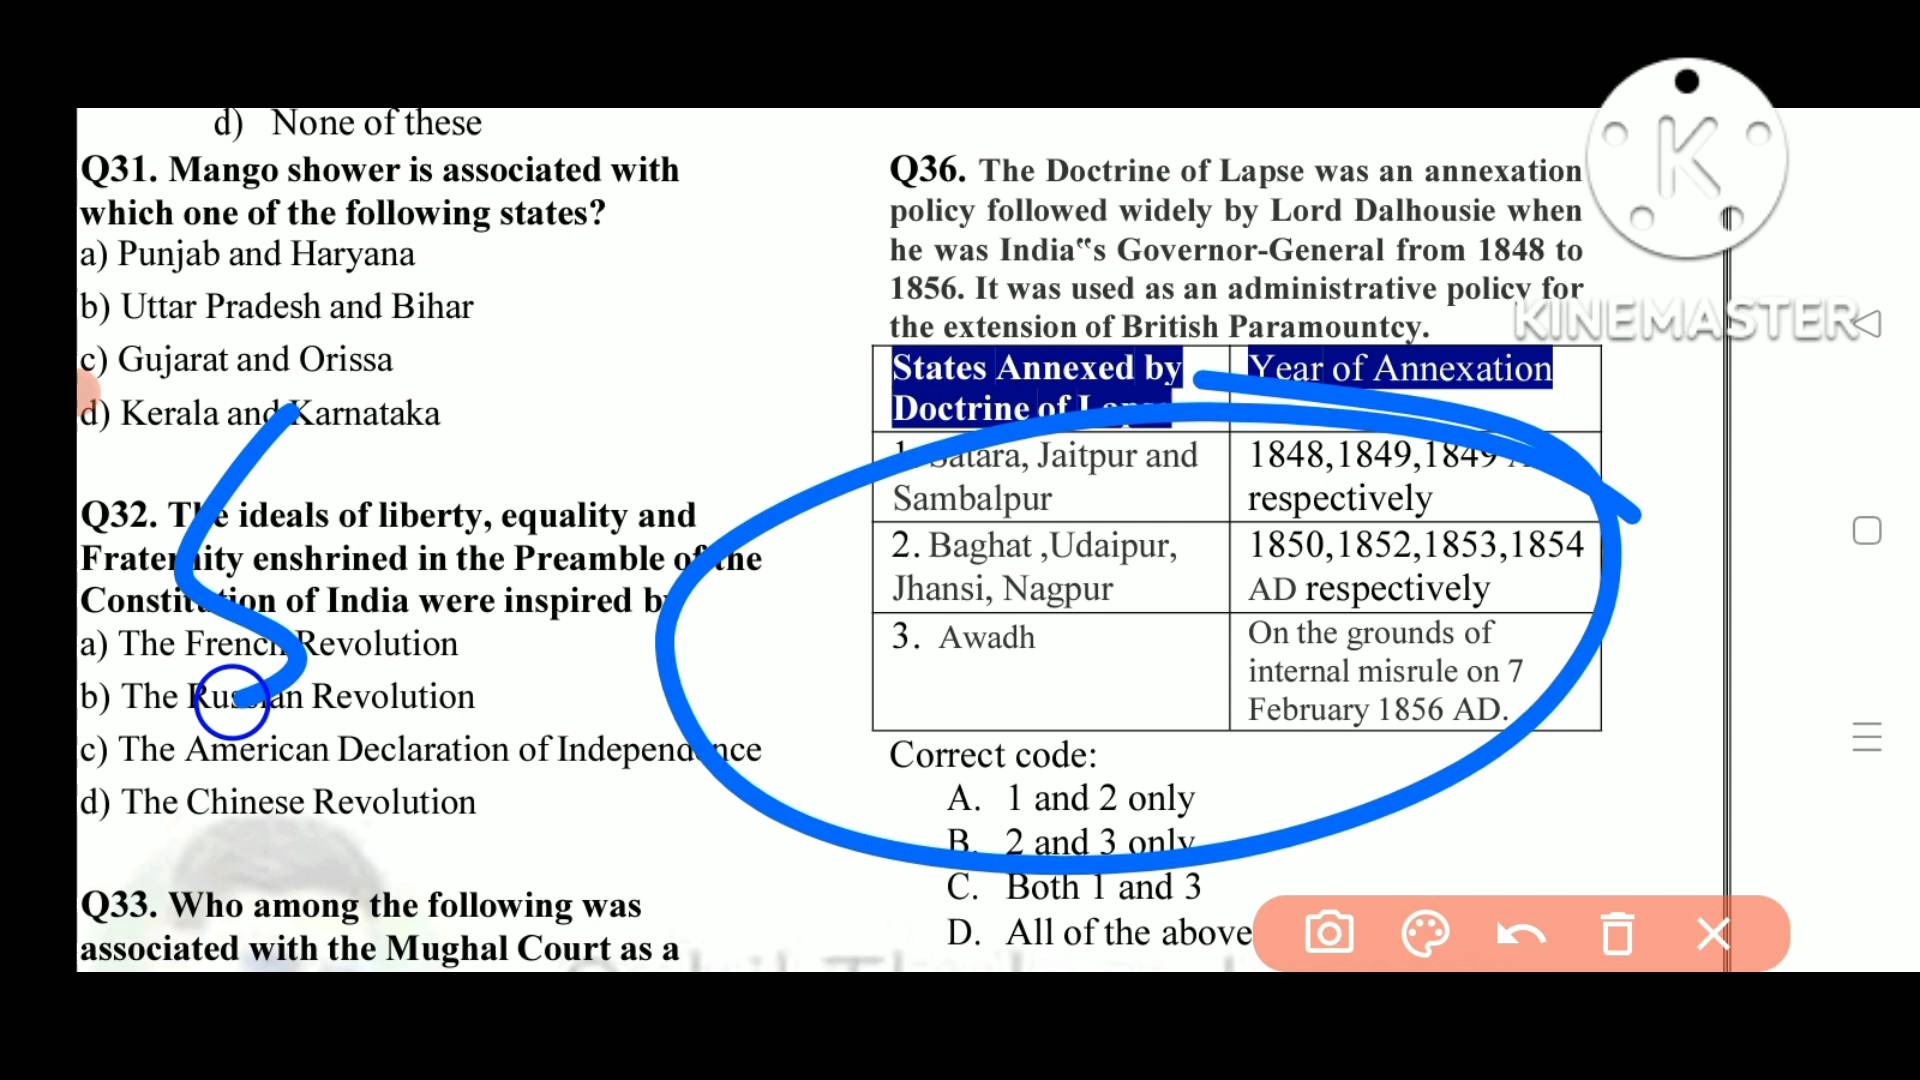 d) None of these
Q31. Mango shower is associated with
which one of the following states?
a) Punjab and Haryana
b) Uttar Pradesh and Bihar
c) Gujarat and Orissa
d) Kerala and Karnataka
Q32. The ideals of liberty, equality and
Fraternity enshrined in the Preamble of the
Constitution of India were inspired by
a) The French Revolution
b) The Russian Revolution
c) The American Declaration of Independence
d) The Chinese Revolution
Q33. Who among the following was
associated with the Mughal Court as a
Q36. The Doctrine of Lapse was an annexation
policy followed widely by Lord Dalhousie when
he was India‟s Governor-General from 1848 to
1856. It was used as an administrative policy for
the extension of British Paramountcy.
States Annexed by
Doctrine of Lapse
Year of Annexation
1. Satara, Jaitpur and
Sambalpur
1848,1849,1849
respectively
2. Baghat ,Udaipur,
Jhansi, Nagpur
1850,1852,1853,1854
AD respectively
3. Awadh
On the grounds of
internal misrule on 7
February 1856 AD.
Correct code:
A. 1 and 2 only
B. 2 and 3 only
C. Both 1 and 3
D. All of the above
K
KINEMASTER